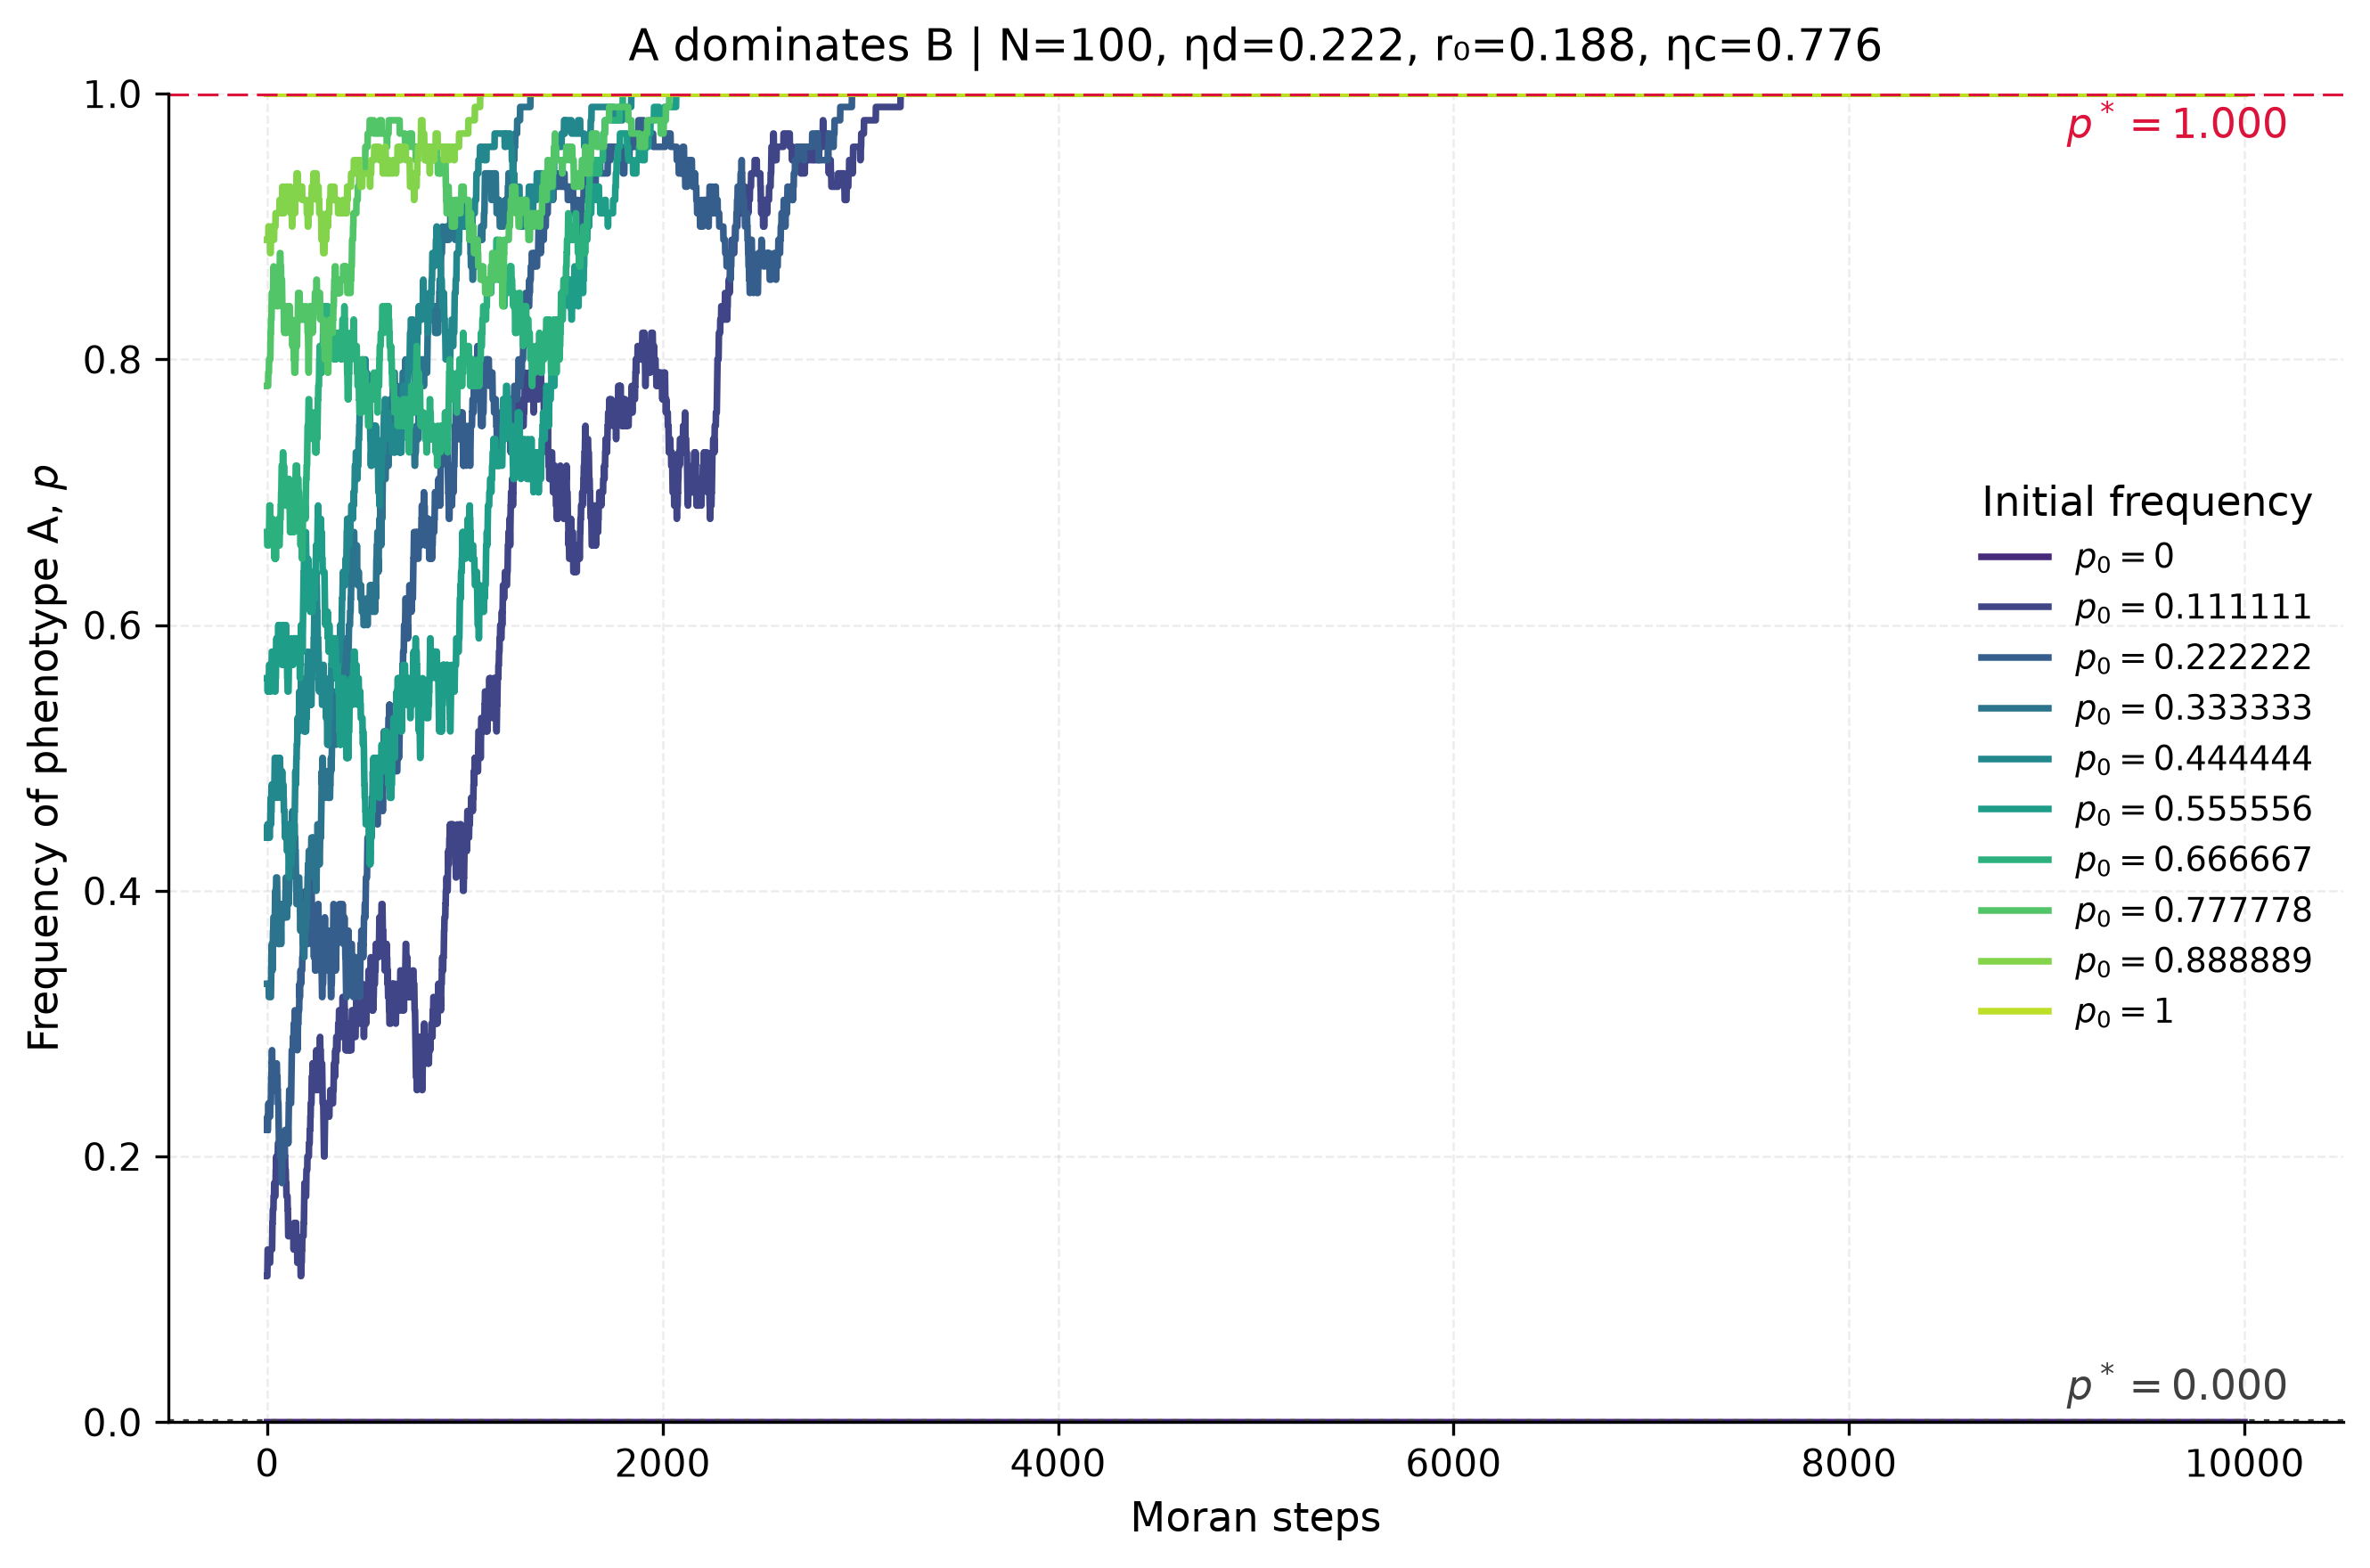 A dominates B | N=100, ηd=0.222, r₀=0.188, ηc=0.776
Frequency of phenotype A, p
1.0
0.8
0.6
0.4
0.2
0.0
p* = 1.000
Initial frequency
p₀ = 0
p₀ = 0.111111
p₀ = 0.222222
p₀ = 0.333333
p₀ = 0.444444
p₀ = 0.555556
p₀ = 0.666667
p₀ = 0.777778
p₀ = 0.888889
p₀ = 1
p* = 0.000
0 2000 4000 6000 8000 10000
Moran steps